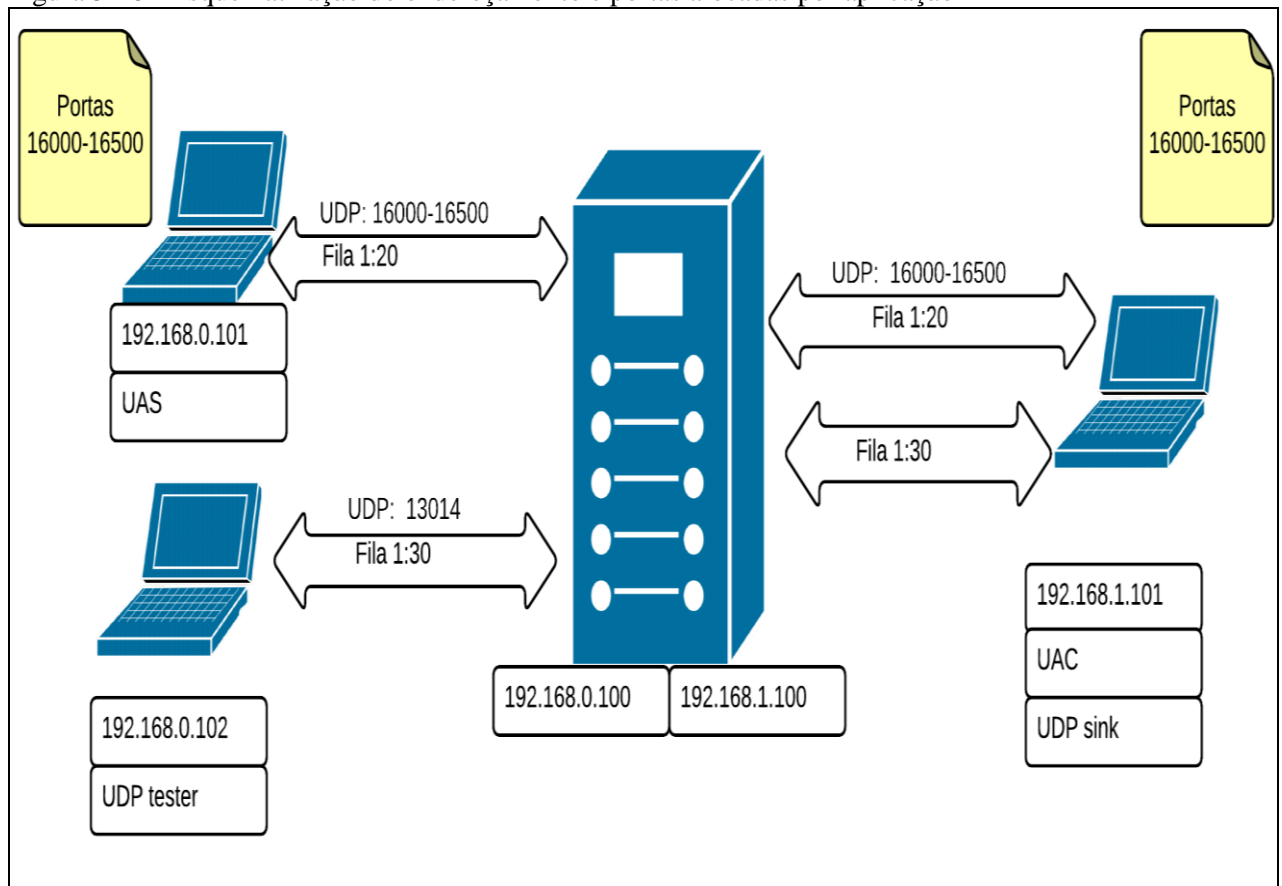 Portas
16000-16500
Portas
16000-16500
UDP: 16000-16500
Fila 1:20
UDP: 16000-16500
Fila 1:20
192.168.0.101
UAS
Fila 1:30
UDP: 13014
Fila 1:30
192.168.1.101
UAC
UDP sink
192.168.0.100
192.168.1.100
192.168.0.102
UDP tester